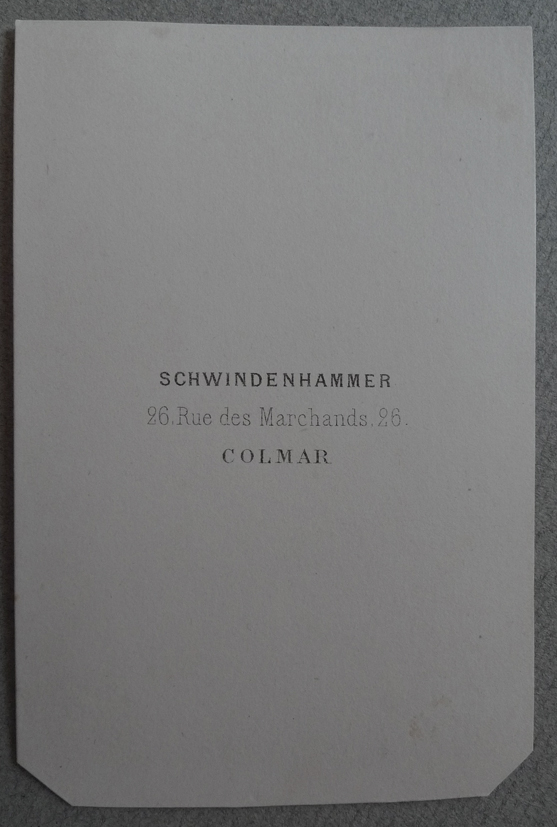 SCHWINDENHAMMER
26. Rue des Marchands. 26.
COLMAR